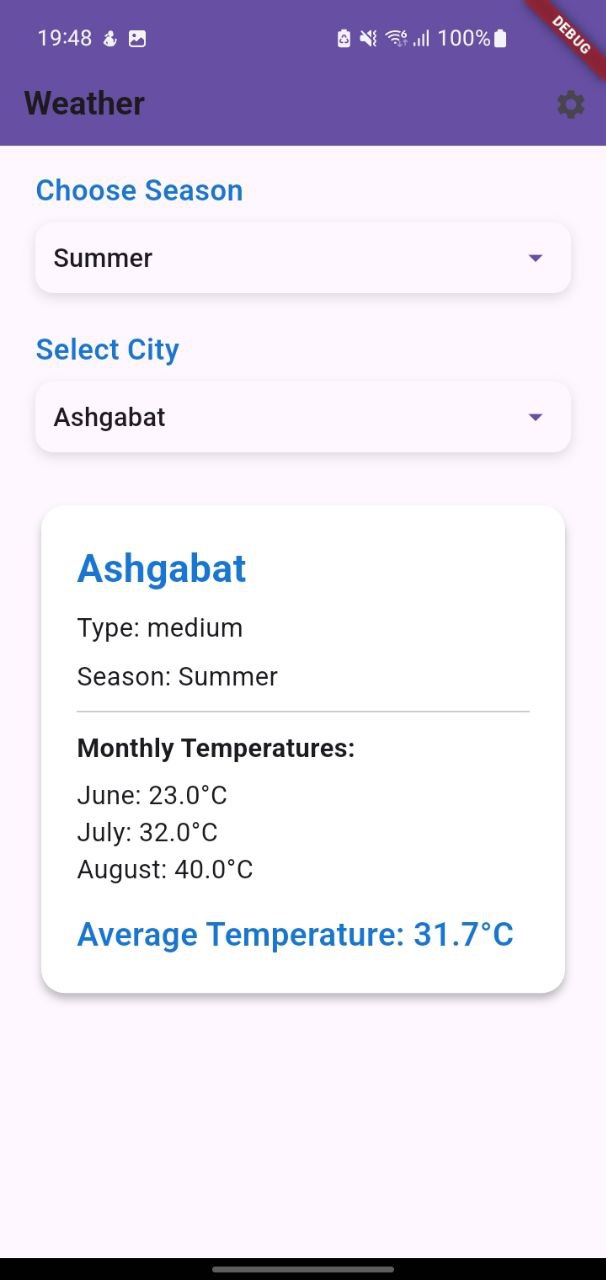 19:48 100%
DEBUG
Weather
Choose Season
Summer
Select City
Ashgabat
Ashgabat
Type: medium
Season: Summer
Monthly Temperatures:
June: 23.0°C
July: 32.0°C
August: 40.0°C
Average Temperature: 31.7°C